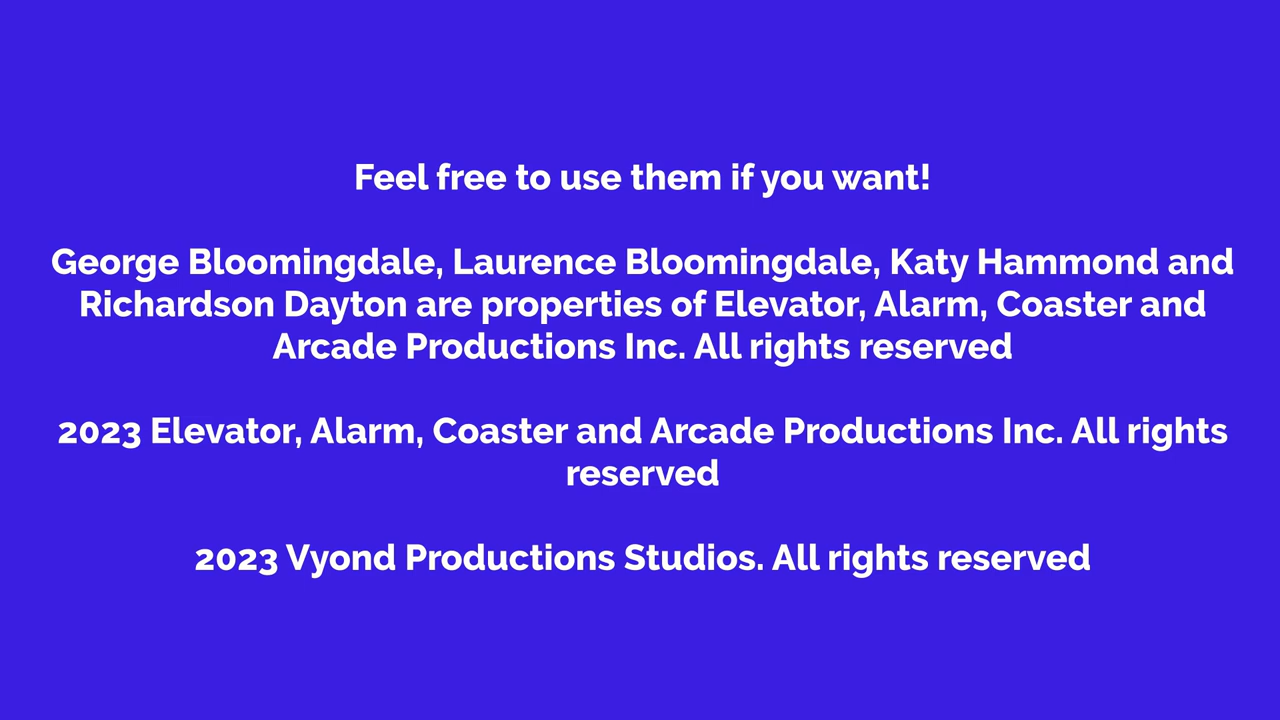 Feel free to use them if you want!
George Bloomingdale, Laurence Bloomingdale, Katy Hammond and
Richardson Dayton are properties of Elevator, Alarm, Coaster and
Arcade Productions Inc. All rights reserved
2023 Elevator, Alarm, Coaster and Arcade Productions Inc. All rights
reserved
2023 Vyond Productions Studios. All rights reserved